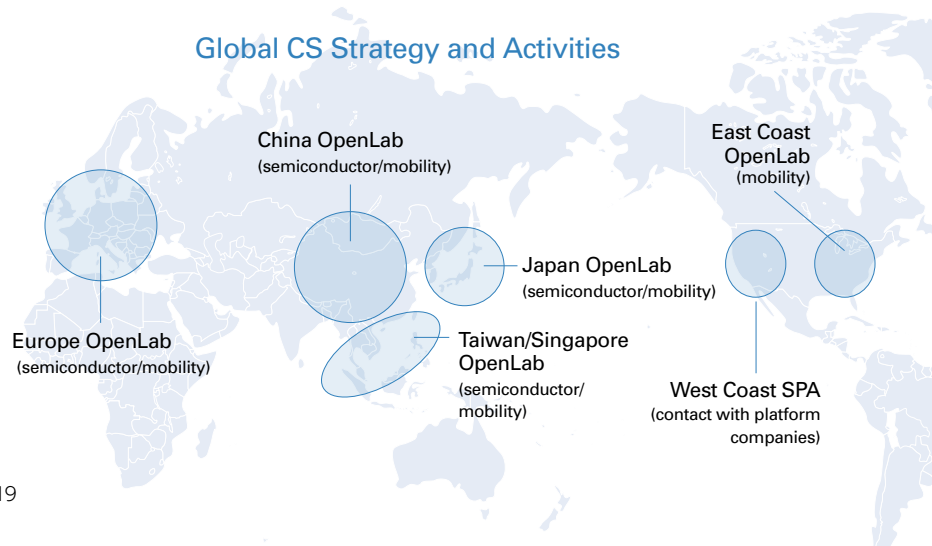 Global CS Strategy and Activities
China OpenLab
(semiconductor/mobility)
East Coast
OpenLab
(mobility)
Japan OpenLab
(semiconductor/mobility)
Europe OpenLab
(semiconductor/mobility)
Taiwan/Singapore
OpenLab
(semiconductor/
mobility)
West Coast SPA
(contact with platform
companies)
19